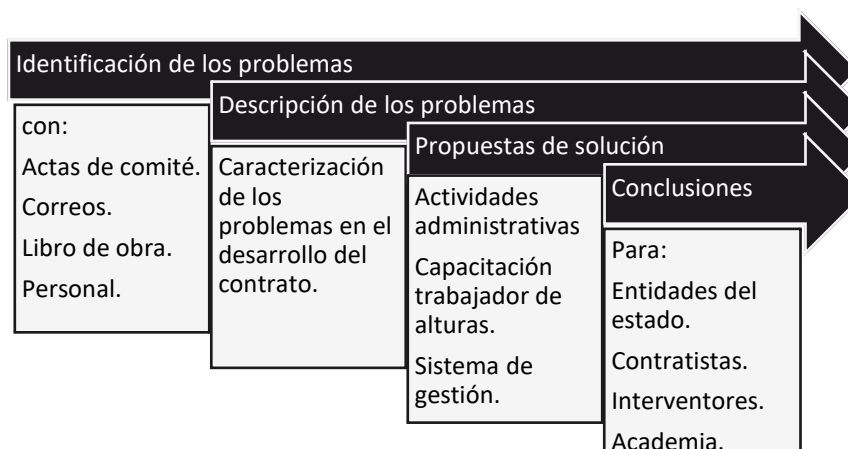 Identificación de los problemas
con:
Actas de comité.
Correos.
Libro de obra.
Personal.
Descripción de los problemas
Caracterización
de los
problemas en el
desarrollo del
contrato.
Propuestas de solución
Actividades
administrativas
Capacitación
trabajador de
alturas.
Sistema de
gestión.
Conclusiones
Para:
Entidades del
estado.
Contratistas.
Interventores.
Academia.